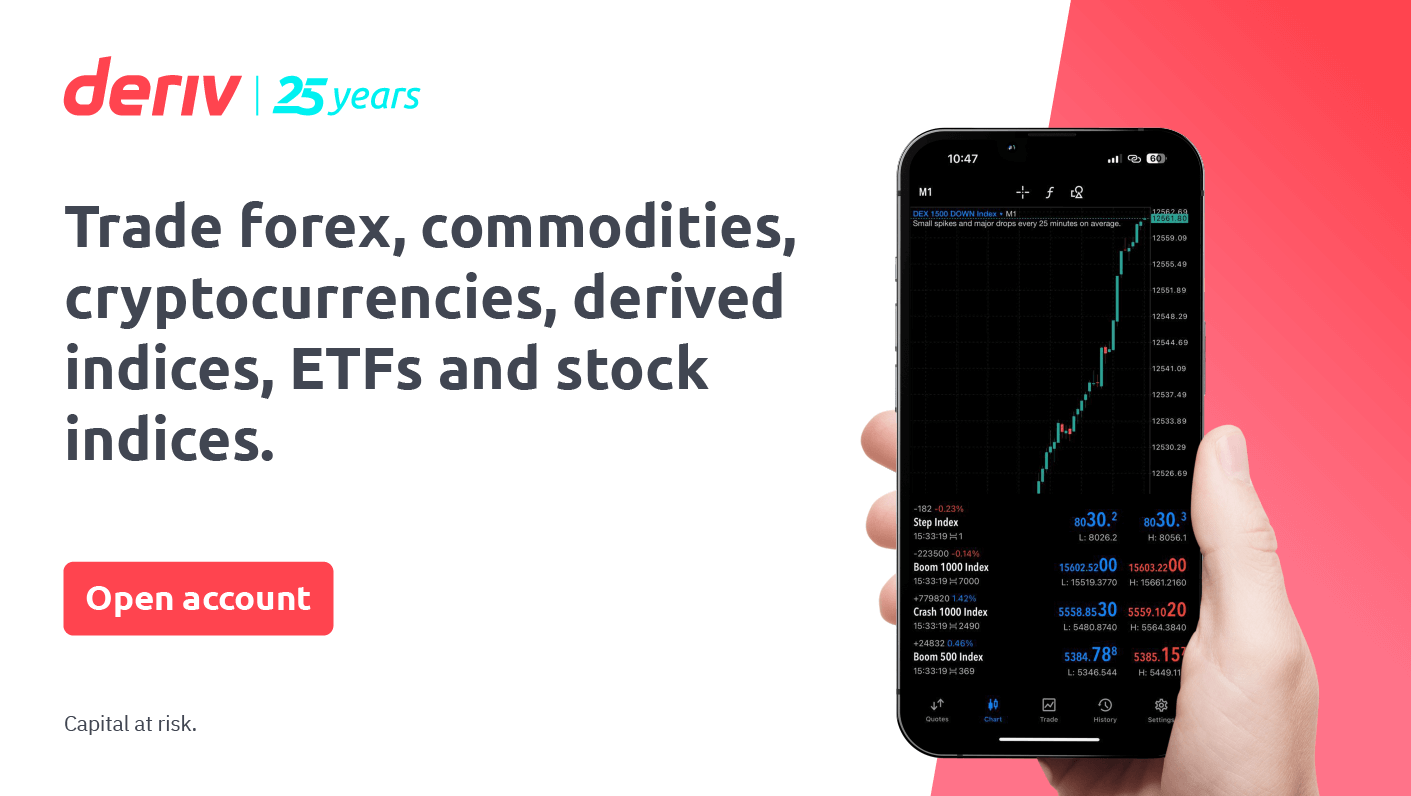 deriv | 25 years
Trade forex, commodities,
cryptocurrencies, derived
indices, ETFs and stock
indices.
Open account
Capital at risk.
10:47
60
M1
DEX 1500 DOWN Index • M1
Small spikes and major drops every 25 minutes on average.
12562.69
12561.80
12559.09
12555.49
12551.89
12548.29
12544.69
12541.09
12537.49
12533.89
12530.29
12526.69
-182 -0.23%
Step Index 8030.2 8030.3
15:33:19 1 L: 8026.2 H: 8056.1
-223500 -0.14%
Boom 1000 Index 15602.5200 15603.2200
15:33:19 7000 L: 15519.3770 H: 15661.2160
+779820 1.42%
Crash 1000 Index 5558.8530 5559.1020
15:33:19 2490 L: 5480.8740 H: 5564.3840
+24832 0.46%
Boom 500 Index 5384.788 5385.15
15:33:19 369 L: 5346.544 H: 5449.11
Quotes Chart Trade History Settings